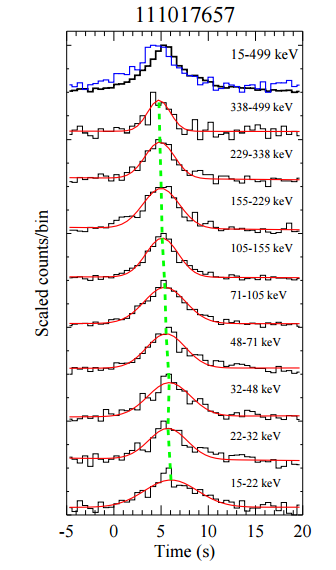 111017657
15-499 keV
338-499 keV
229-338 keV
155-229 keV
105-155 keV
71-105 keV
48-71 keV
32-48 keV
22-32 keV
15-22 keV
Scaled counts/bin
-5 0 5 10 15 20
Time (s)